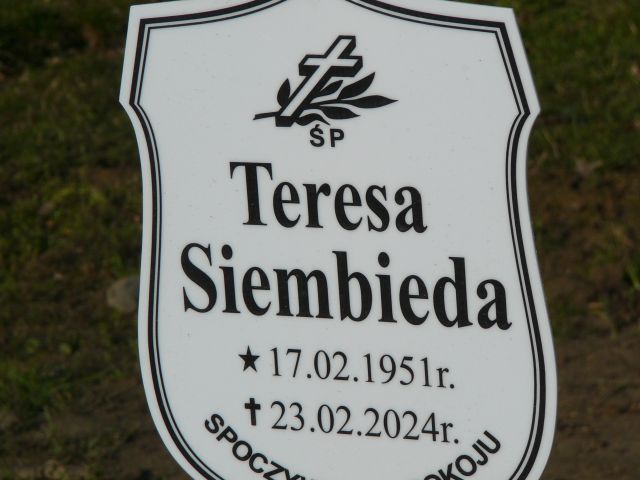 ŚP
Teresa
Siembieda
★ 17.02.1951r.
✝ 23.02.2024r.